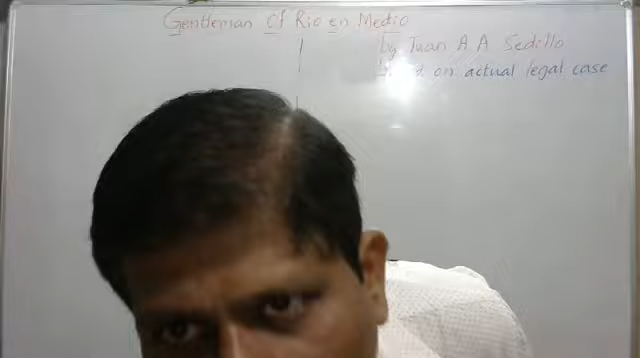 Gentleman Of Rio en Medio
by Juan A A Sedillo
on actual legal case